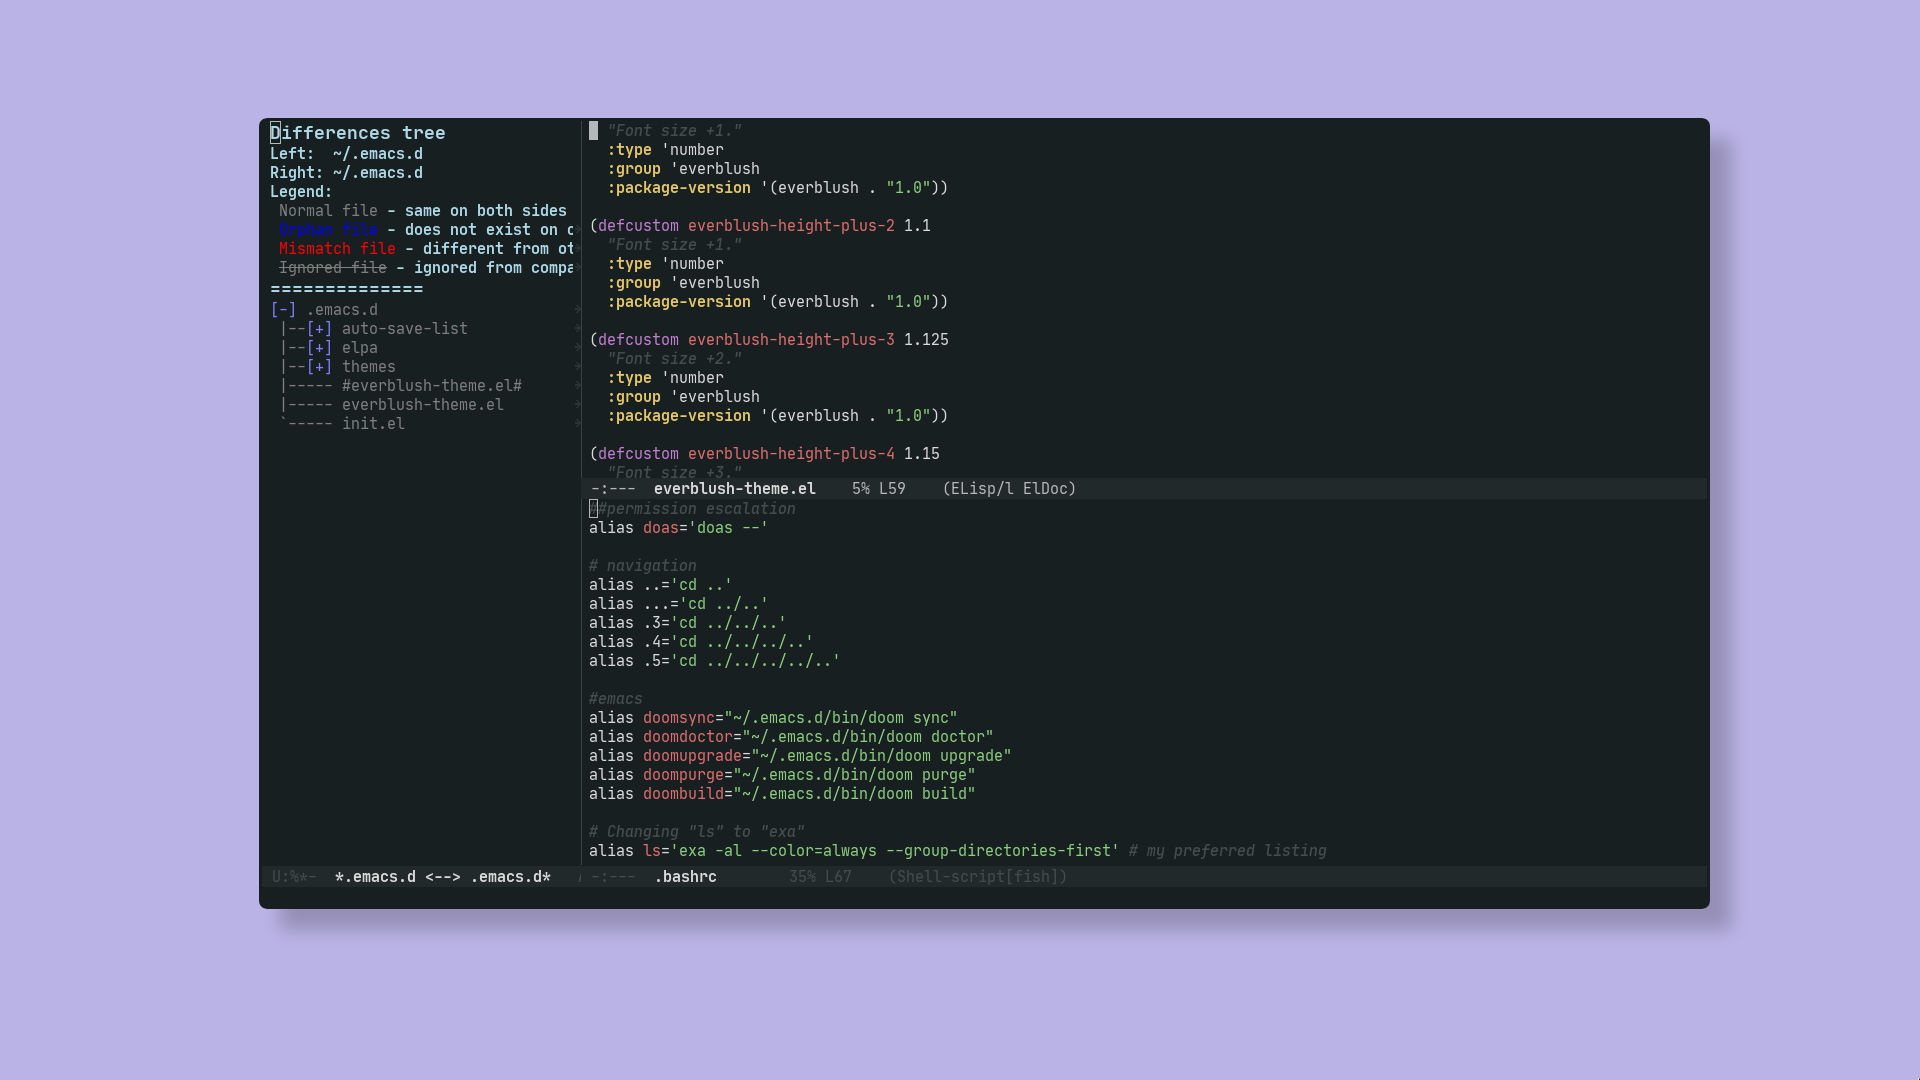 Differences tree
Left:  ~/.emacs.d
Right: ~/.emacs.d
Legend:
 Normal file - same on both sides
 Orphan file - does not exist on o
 Mismatch file - different from ot
 Ignored file - ignored from compa
==============
[-] .emacs.d
 |--[+] auto-save-list
 |--[+] elpa
 |--[+] themes
 |----- #everblush-theme.el#
 |----- everblush-theme.el
 `----- init.el
U:%*-  *.emacs.d <--> .emacs.d*
  "Font size +1."
  :type 'number
  :group 'everblush
  :package-version '(everblush . "1.0"))

(defcustom everblush-height-plus-2 1.1
  "Font size +1."
  :type 'number
  :group 'everblush
  :package-version '(everblush . "1.0"))

(defcustom everblush-height-plus-3 1.125
  "Font size +2."
  :type 'number
  :group 'everblush
  :package-version '(everblush . "1.0"))

(defcustom everblush-height-plus-4 1.15
  "Font size +3."
-:---  everblush-theme.el    5% L59    (ELisp/l ElDoc)
##permission escalation
alias doas='doas --'

# navigation
alias ..='cd ..'
alias ...='cd ../..'
alias .3='cd ../../..'
alias .4='cd ../../../..'
alias .5='cd ../../../../..'

#emacs
alias doomsync="~/.emacs.d/bin/doom sync"
alias doomdoctor="~/.emacs.d/bin/doom doctor"
alias doomupgrade="~/.emacs.d/bin/doom upgrade"
alias doompurge="~/.emacs.d/bin/doom purge"
alias doombuild="~/.emacs.d/bin/doom build"

# Changing "ls" to "exa"
alias ls='exa -al --color=always --group-directories-first' # my preferred listing
-:---  .bashrc        35% L67    (Shell-script[fish])